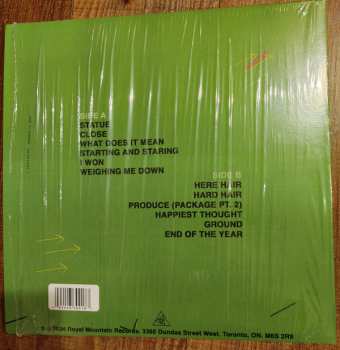 SIDE A
STATUE
CLOSE
WHAT DOES IT MEAN
STARTING AND STARING
I WON
WEIGHING ME DOWN
SIDE B
HERE HAIR
HARD HAIR
PRODUCE (PACKAGE PT. 2)
HAPPIEST THOUGHT
GROUND
END OF THE YEAR
Royal Mountain Records, 3360 Dundas Street West, Toronto, ON. M6S 2R9